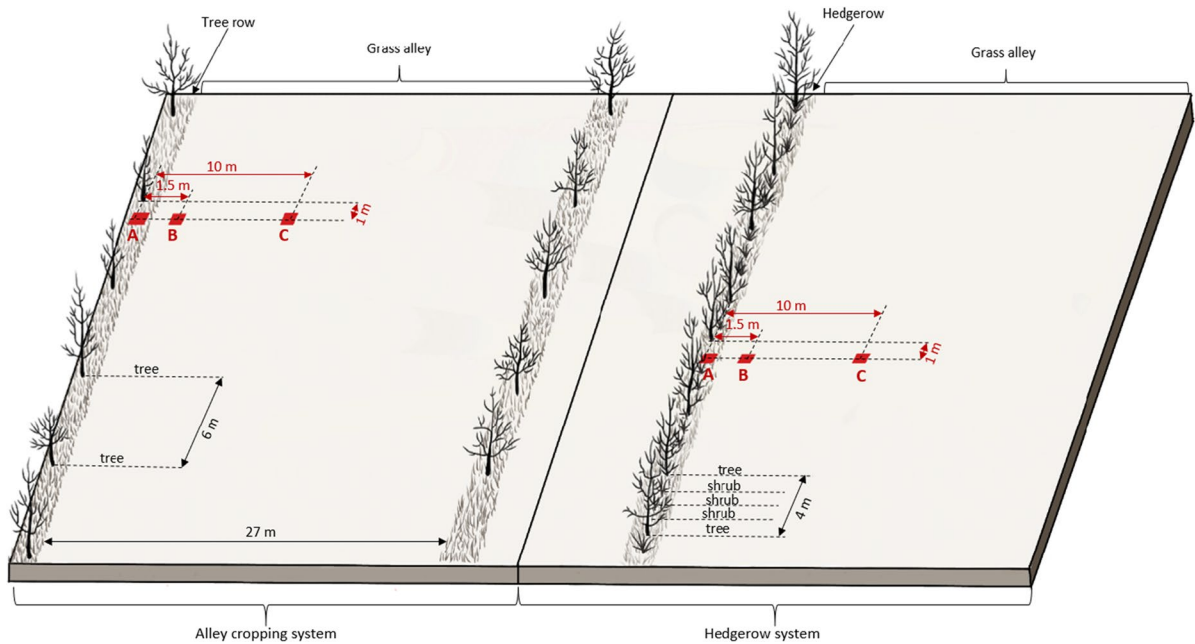 Tree row
Grass alley
Hedgerow
Grass alley
10 m
1.5 m
1 m
A
B
C
tree
6 m
tree
27 m
10 m
1.5 m
1 m
A
B
C
tree
shrub
shrub
shrub
tree
4 m
Alley cropping system
Hedgerow system